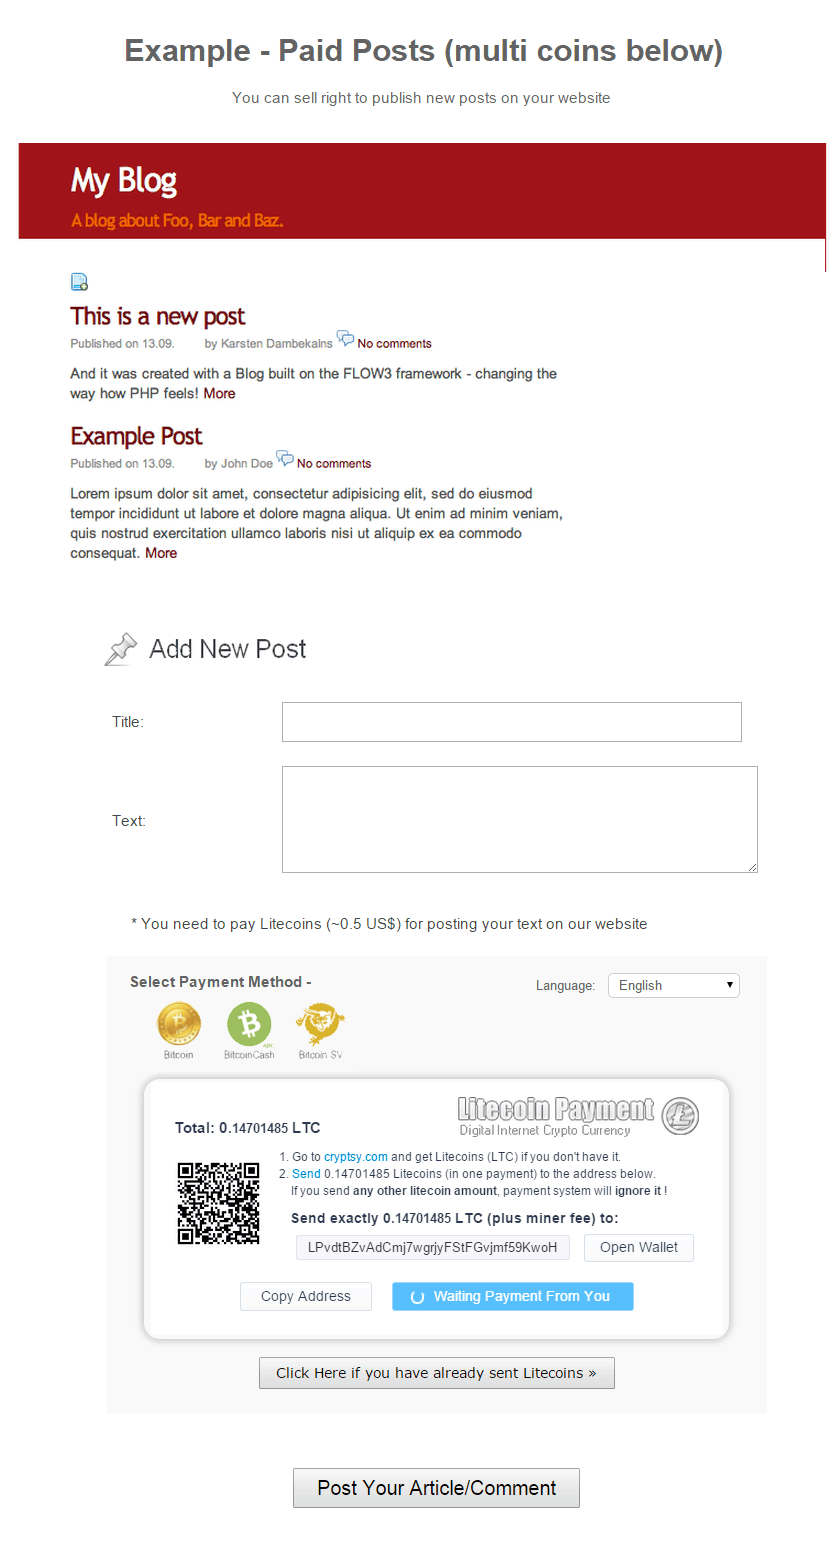 Example - Paid Posts (multi coins below)
You can sell right to publish new posts on your website
My Blog
A blog about Foo, Bar and Baz.
This is a new post
Published on 13.09. by Karsten Dambekalns No comments
And it was created with a Blog built on the FLOW3 framework - changing the
way how PHP feels! More
Example Post
Published on 13.09. by John Doe No comments
Lorem ipsum dolor sit amet, consectetur adipisicing elit, sed do eiusmod
tempor incididunt ut labore et dolore magna aliqua. Ut enim ad minim veniam,
quis nostrud exercitation ullamco laboris nisi ut aliquip ex ea commodo
consequat. More
Add New Post
Title:
Text:
* You need to pay Litecoins (~0.5 US$) for posting your text on our website
Select Payment Method -
Language: English
Bitcoin BitcoinCash Bitcoin SV
Litecoin Payment
Digital Internet Crypto Currency
Total: 0.14701485 LTC
1. Go to cryptsy.com and get Litecoins (LTC) if you don't have it.
2. Send 0.14701485 Litecoins (in one payment) to the address below.
If you send any other litecoin amount, payment system will ignore it !
Send exactly 0.14701485 LTC (plus miner fee) to:
LPvdtBZvAdCmj7wgrjyFStFGvjmf59KwoH Open Wallet
Copy Address Waiting Payment From You
Click Here if you have already sent Litecoins »
Post Your Article/Comment